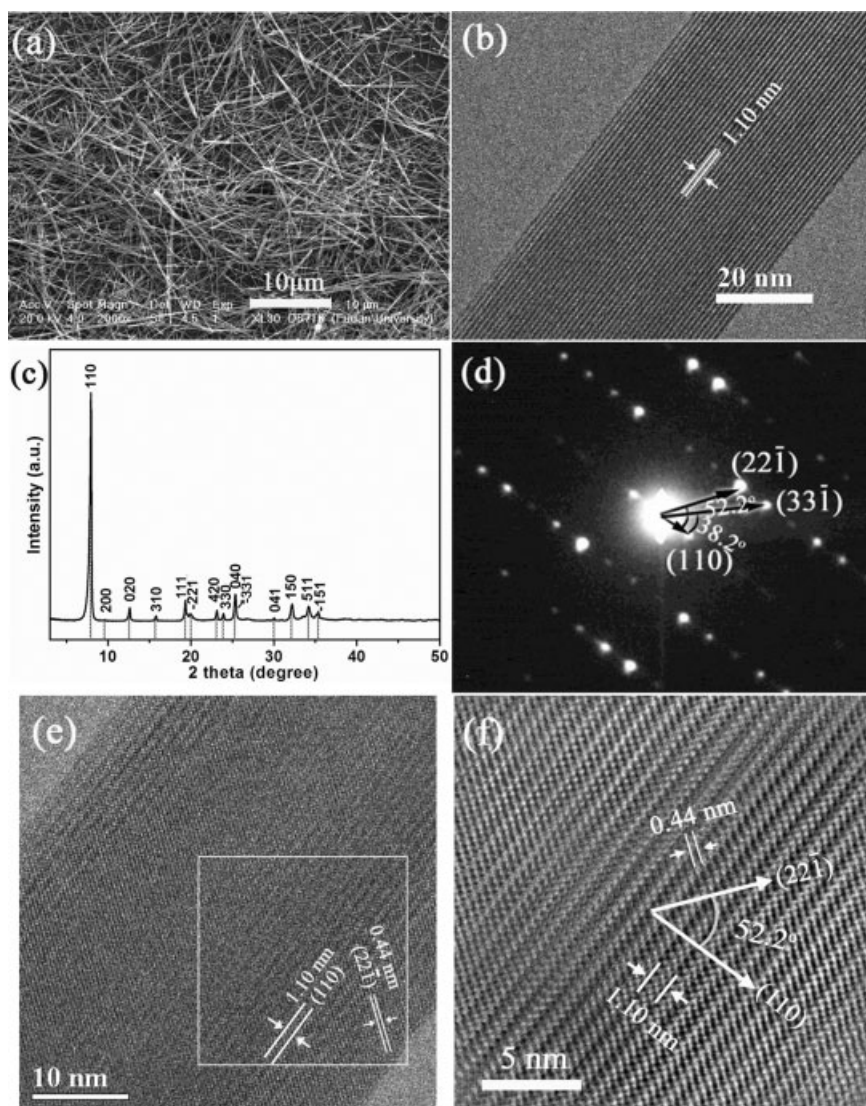 (a)
10μm
Acc.V Spot Magn Det WD Exp 10 μm
20.0 kV 4.0 2000x SE 4.5 1 XL30 (Fudan University)
(b)
1.10 nm
20 nm
(c)
Intensity (a.u.)
110
200
020
310
111
-221
420
330
040
-331
041
150
-511
-151
10 20 30 40 50
2 theta (degree)
(d)
(221̄)
52.2°
(331̄)
38.2°
(110)
(e)
1.10 nm
(110)
0.44 nm
(221̄)
10 nm
(f)
0.44 nm
(221̄)
52.2°
(110)
1.10 nm
5 nm